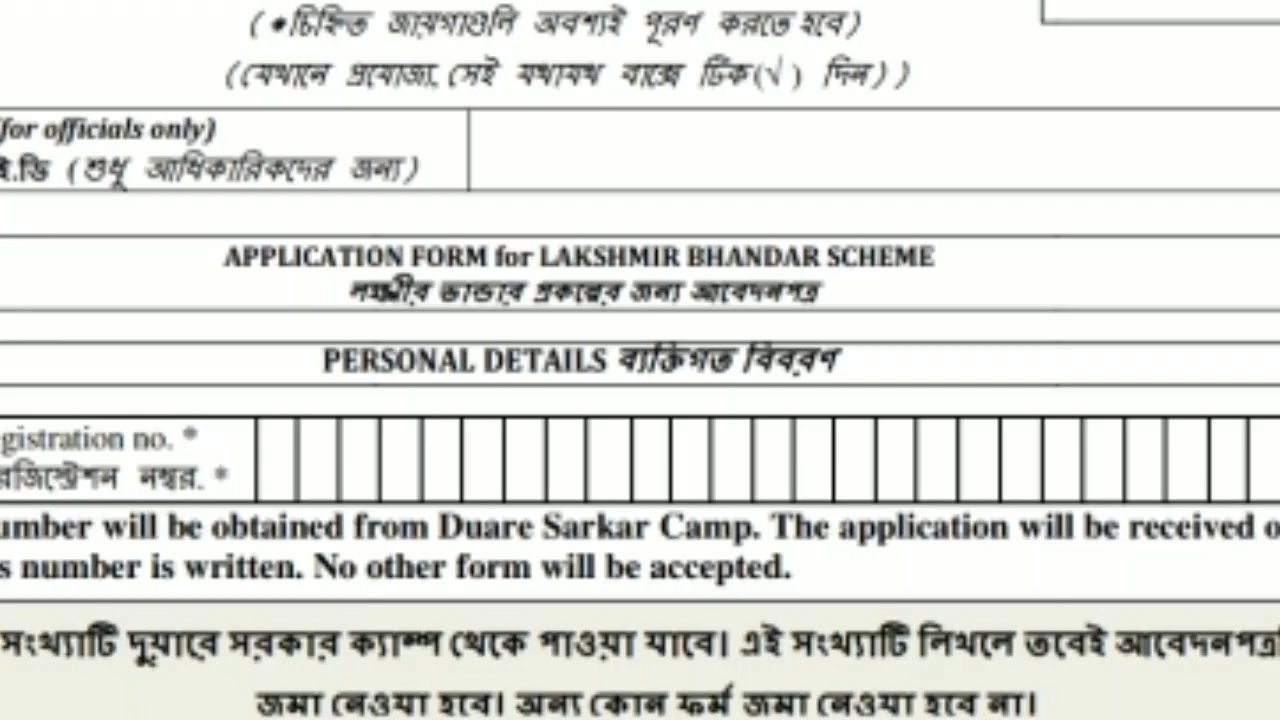 ( *চিহ্নিত জায়গাগুলি অবশ্যই পূরণ করতে হবে)
((যেখানে প্রযোজ্য, সেই যথাযথ বাক্সে টিক(√ ) দিন))
(for officials only)
ই.ডি (শুধু আধিকারিকদের জন্য)
APPLICATION FORM for LAKSHMIR BHANDAR SCHEME
লক্ষ্মীর ভান্ডার প্রকল্পের জন্য আবেদনপত্র
PERSONAL DETAILS ব্যক্তিগত বিবরণ
egistration no. *
রেজিস্ট্রেশন নম্বর. *
umber will be obtained from Duare Sarkar Camp. The application will be received o
s number is written. No other form will be accepted.
সংখ্যাটি দুয়ারে সরকার ক্যাম্প থেকে পাওয়া যাবে। এই সংখ্যাটি লিখলে তবেই আবেদনপত্র
জমা নেওয়া হবে। অন্য কোন ফর্ম জমা নেওয়া হবে না।